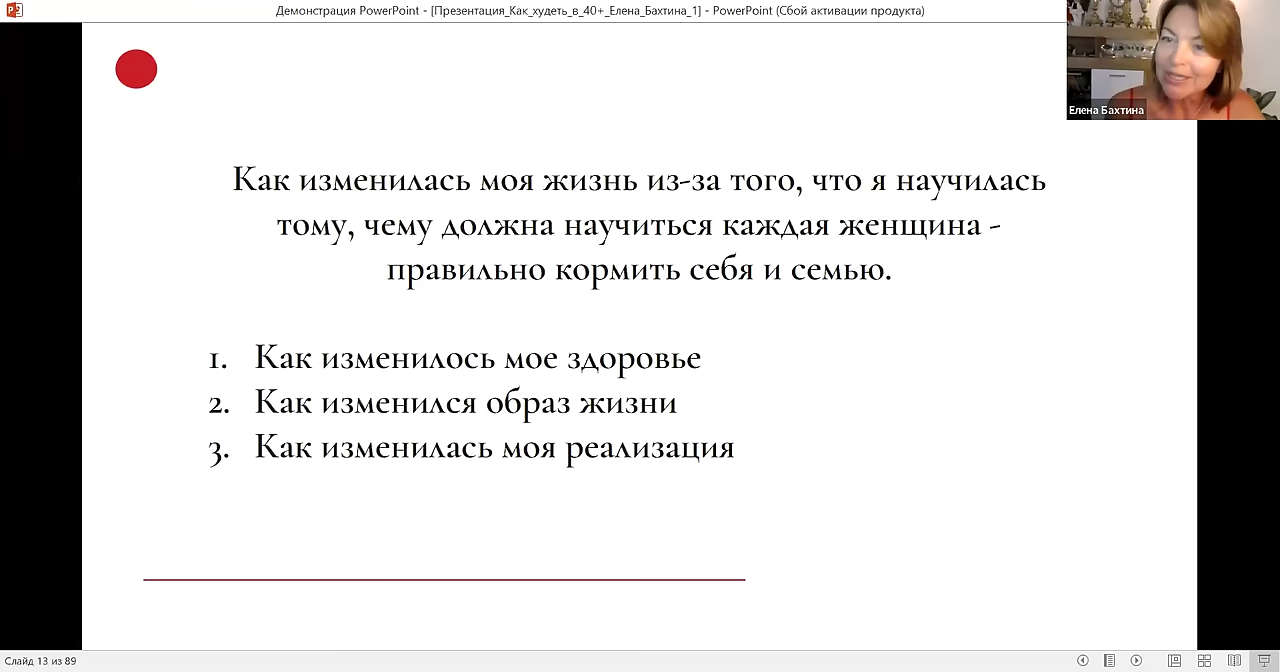 Демонстрация PowerPoint - [Презентация_Как_худеть_в_40+_Елена_Бахтина_1] - PowerPoint (Сбой активации продукта)
Елена Бахтина
Как изменилась моя жизнь из-за того, что я научилась
тому, чему должна научиться каждая женщина -
правильно кормить себя и семью.
1. Как изменилось мое здоровье
2. Как изменился образ жизни
3. Как изменилась моя реализация
Слайд 13 из 89